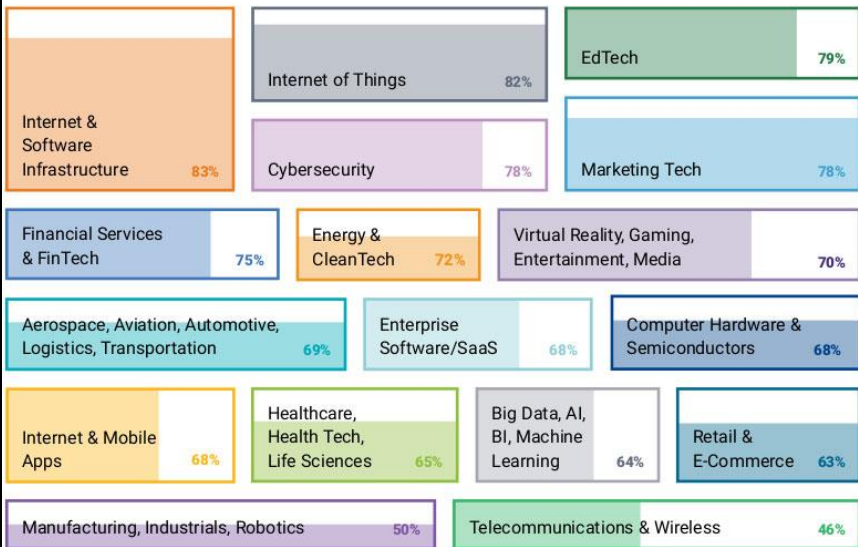 Internet &
Software
Infrastructure 83%
Internet of Things 82%
EdTech 79%
Cybersecurity 78%
Marketing Tech 78%
Financial Services
& FinTech 75%
Energy &
CleanTech 72%
Virtual Reality, Gaming,
Entertainment, Media 70%
Aerospace, Aviation, Automotive,
Logistics, Transportation 69%
Enterprise
Software/SaaS 68%
Computer Hardware &
Semiconductors 68%
Internet & Mobile
Apps 68%
Healthcare,
Health Tech,
Life Sciences 65%
Big Data, AI,
BI, Machine
Learning 64%
Retail &
E-Commerce 63%
Manufacturing, Industrials, Robotics 50%
Telecommunications & Wireless 46%